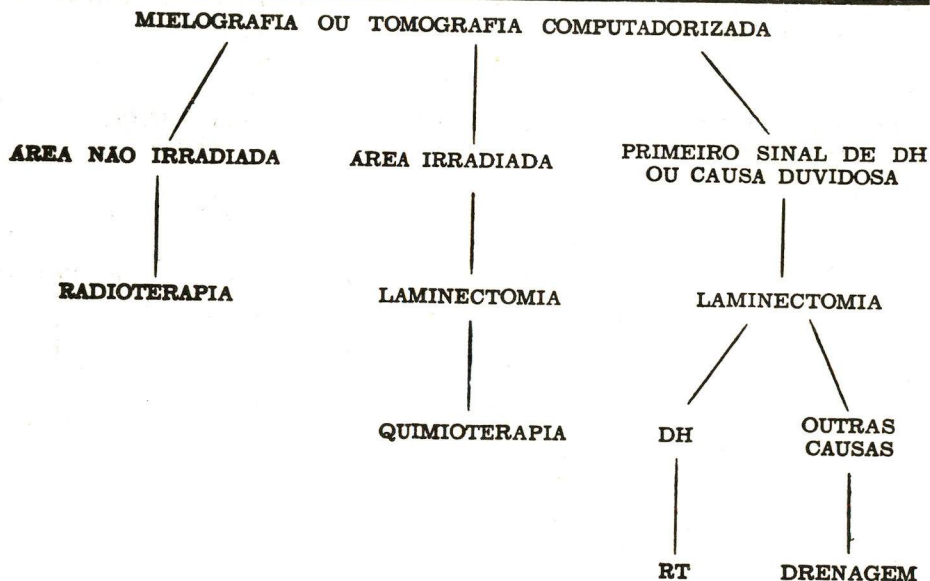 MIELOGRAFIA OU TOMOGRAFIA COMPUTADORIZADA
ÁREA NÃO IRRADIADA
ÁREA IRRADIADA
PRIMEIRO SINAL DE DH
OU CAUSA DUVIDOSA
RADIOTERAPIA
LAMINECTOMIA
LAMINECTOMIA
QUIMIOTERAPIA
DH
OUTRAS
CAUSAS
RT
DRENAGEM